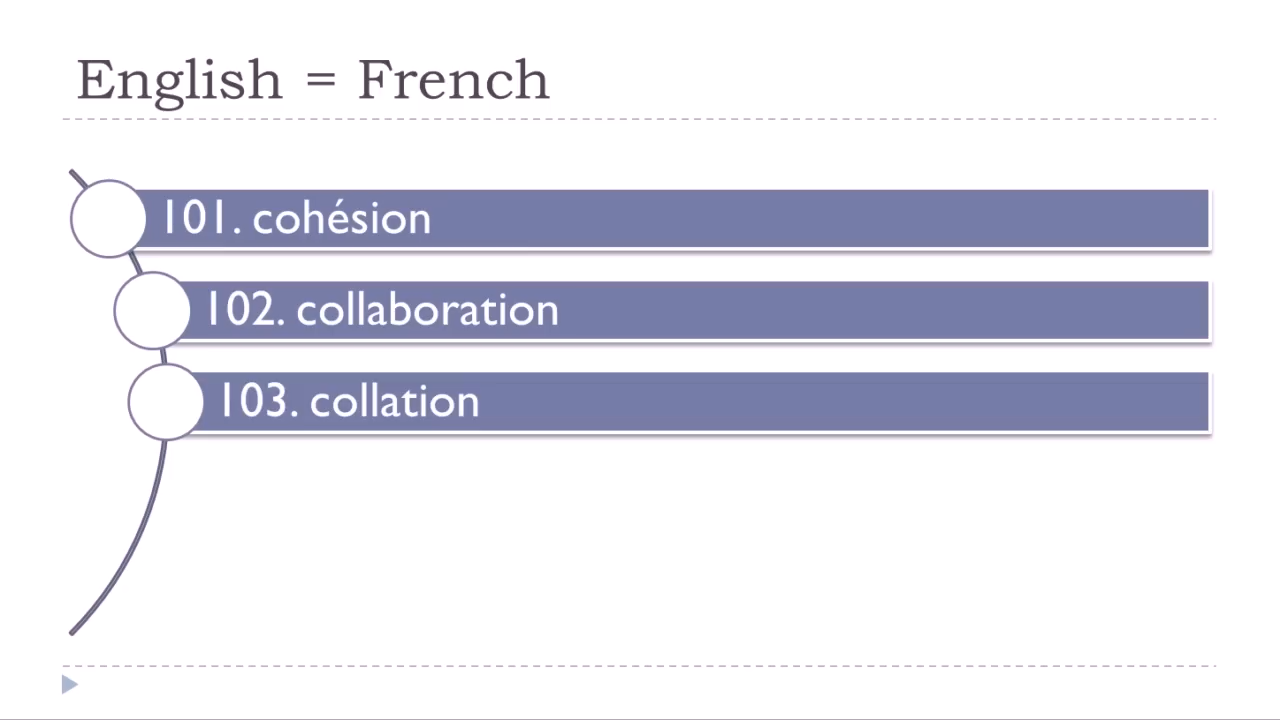 English = French
101. cohésion
102. collaboration
103. collation